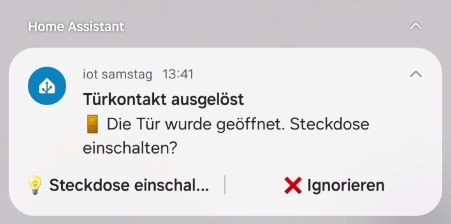 Home Assistant
iot samstag 13:41
Türkontakt ausgelöst
🚪 Die Tür wurde geöffnet. Steckdose
einschalten?
💡 Steckdose einschal... ❌ Ignorieren